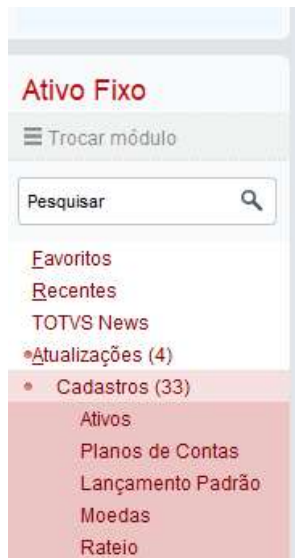 Ativo Fixo
Trocar módulo
Pesquisar
Favoritos
Recentes
TOTVS News
Atualizações (4)
Cadastros (33)
Ativos
Planos de Contas
Lançamento Padrão
Moedas
Rateio